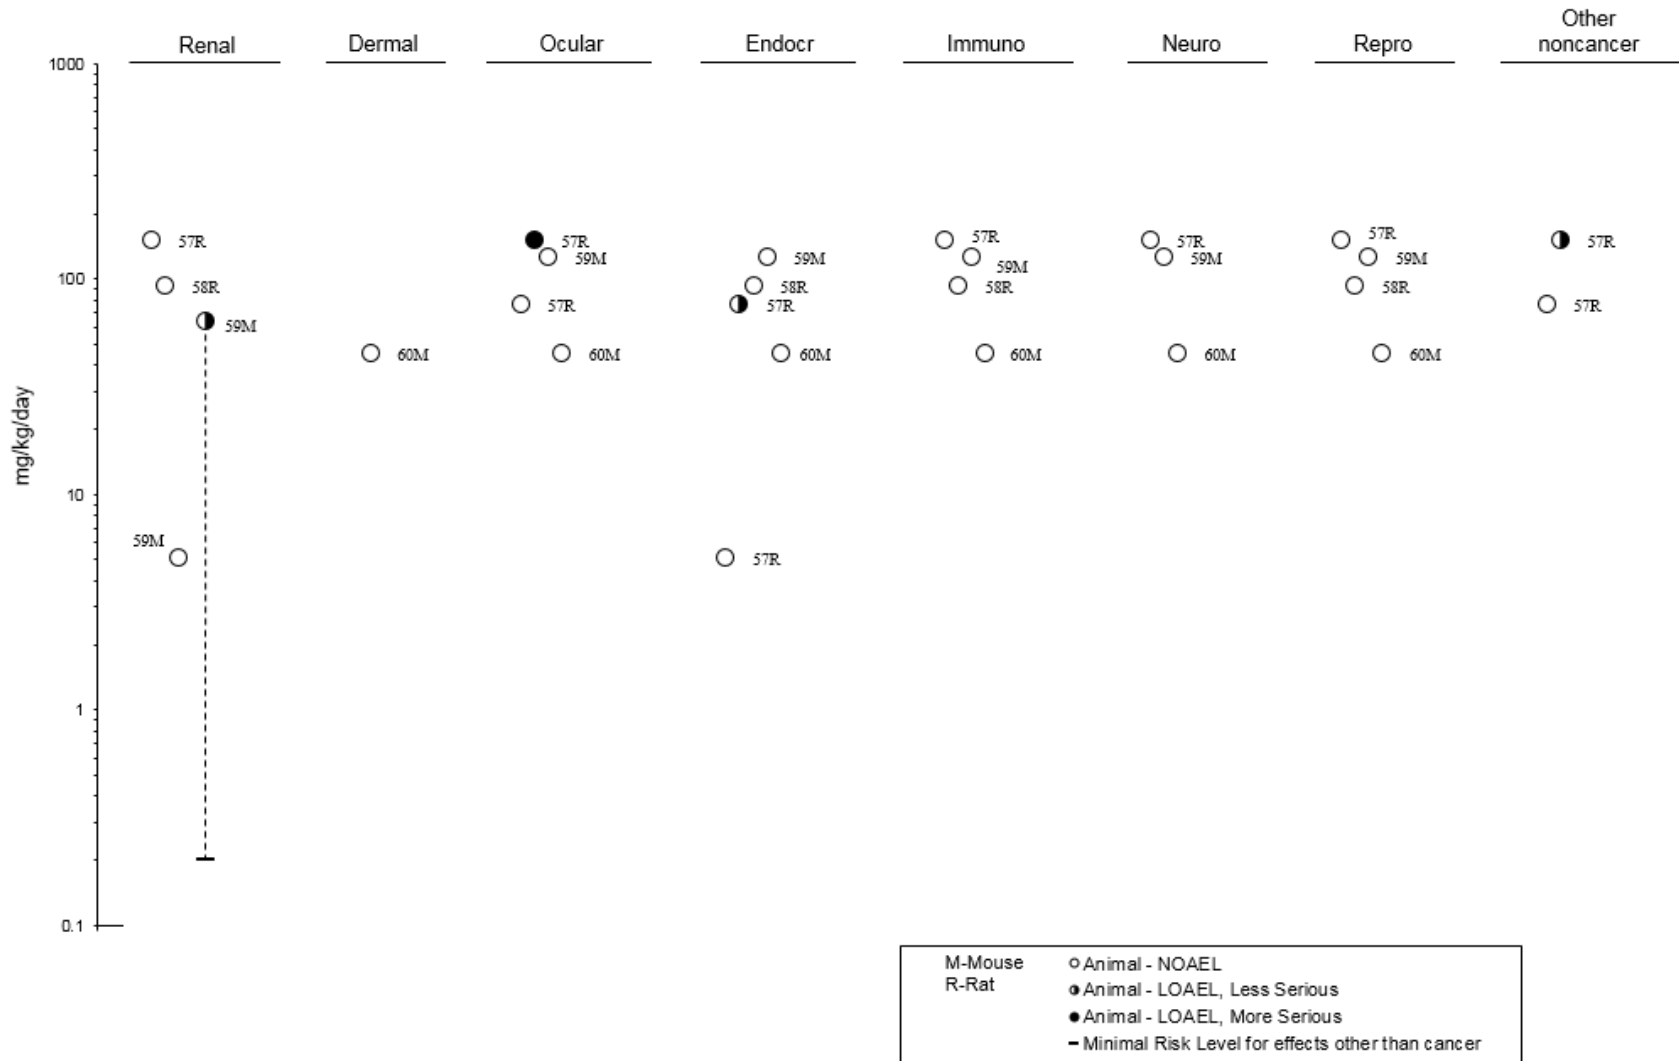 Other
Renal Dermal Ocular Endocr Immuno Neuro Repro noncancer
1000
57R 57R 57R 57R 57R 57R
59M 59M 59M 59M 59M
100
58R 58R 58R 58R
57R 57R 57R
59M
60M 60M 60M 60M 60M 60M
mg/kg/day
10
59M
57R
1
0.1
M-Mouse Animal - NOAEL
R-Rat
Animal - LOAEL, Less Serious
Animal - LOAEL, More Serious
Minimal Risk Level for effects other than cancer